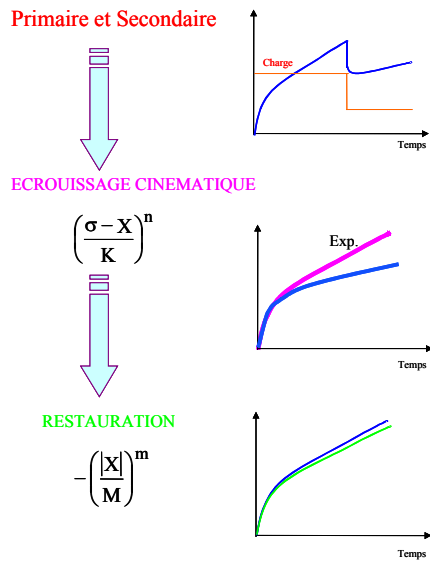 Primaire et Secondaire
Charge
Temps
ECROUISSAGE CINEMATIQUE
(σ − X / K)^n
Exp.
Temps
RESTAURATION
−(|X| / M)^m
Temps